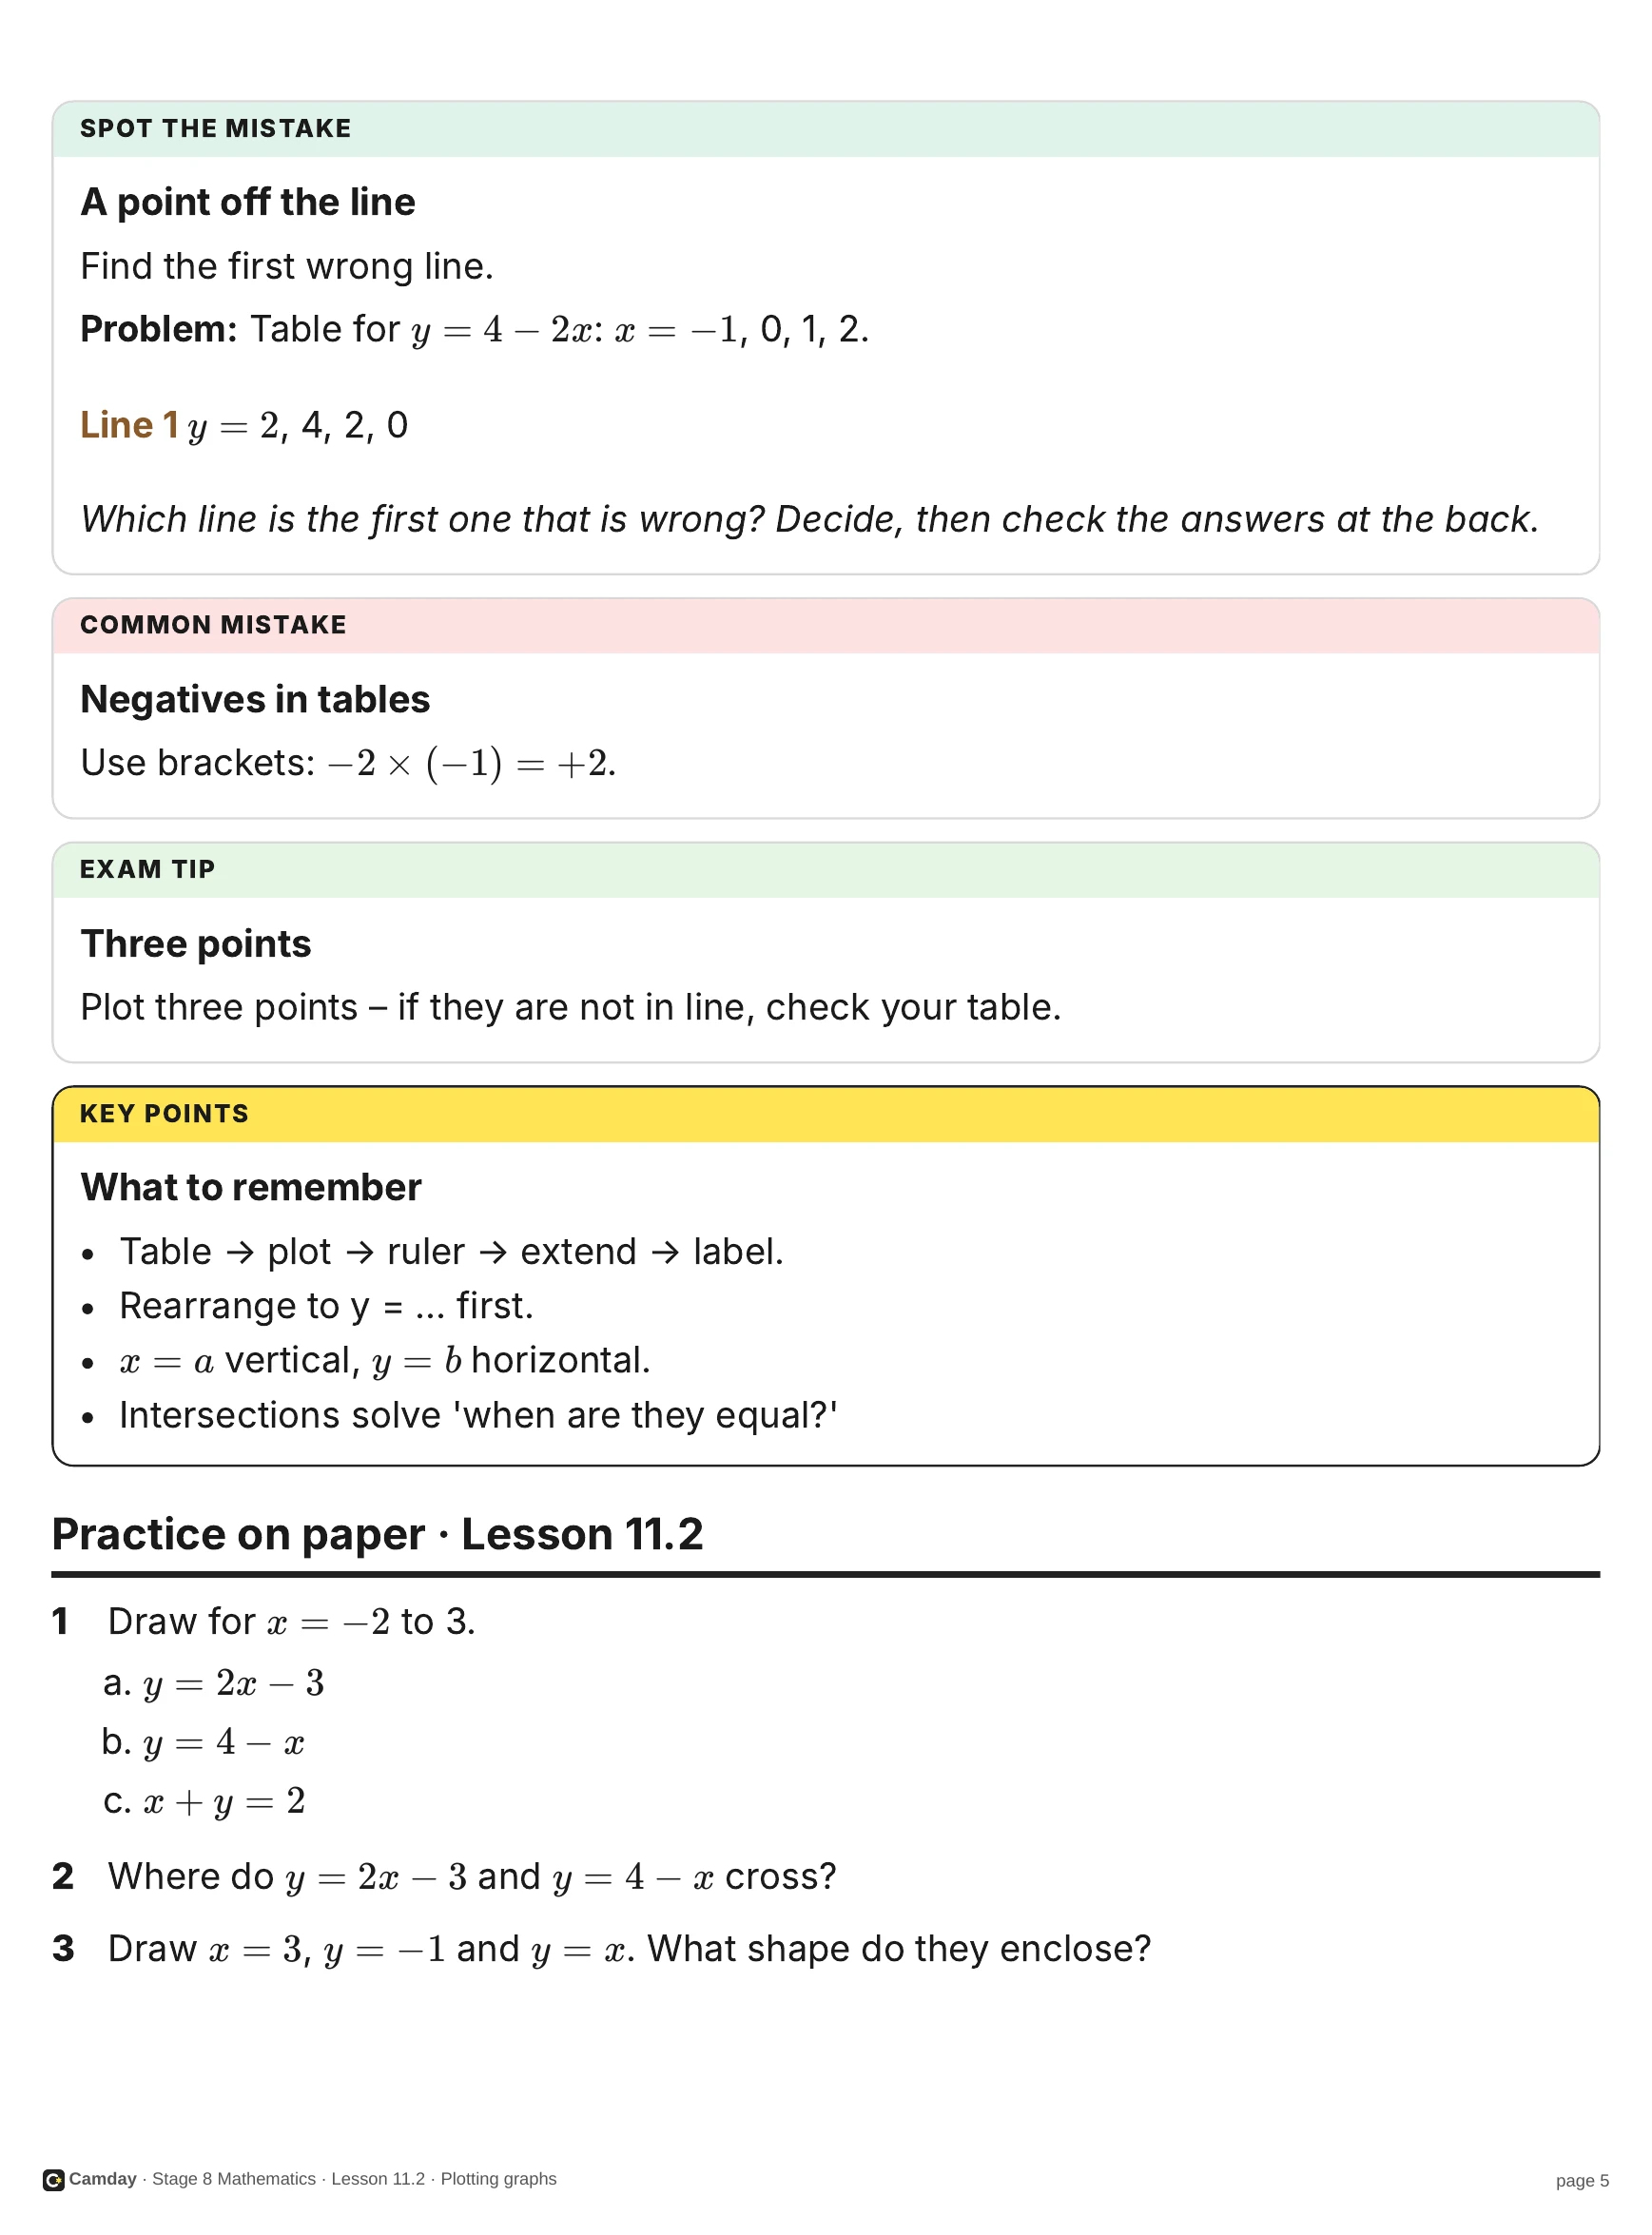 SPOT THE MISTAKE
A point off the line
Find the first wrong line.
Problem: Table for y = 4 − 2x: x = −1, 0, 1, 2.
Line 1 y = 2, 4, 2, 0
Which line is the first one that is wrong? Decide, then check the answers at the back.
COMMON MISTAKE
Negatives in tables
Use brackets: −2 × (−1) = +2.
EXAM TIP
Three points
Plot three points – if they are not in line, check your table.
KEY POINTS
What to remember
• Table → plot → ruler → extend → label.
• Rearrange to y = ... first.
• x = a vertical, y = b horizontal.
• Intersections solve 'when are they equal?'
Practice on paper · Lesson 11.2
1 Draw for x = −2 to 3.
a. y = 2x − 3
b. y = 4 − x
c. x + y = 2
2 Where do y = 2x − 3 and y = 4 − x cross?
3 Draw x = 3, y = −1 and y = x. What shape do they enclose?
Camday · Stage 8 Mathematics · Lesson 11.2 · Plotting graphs
page 5